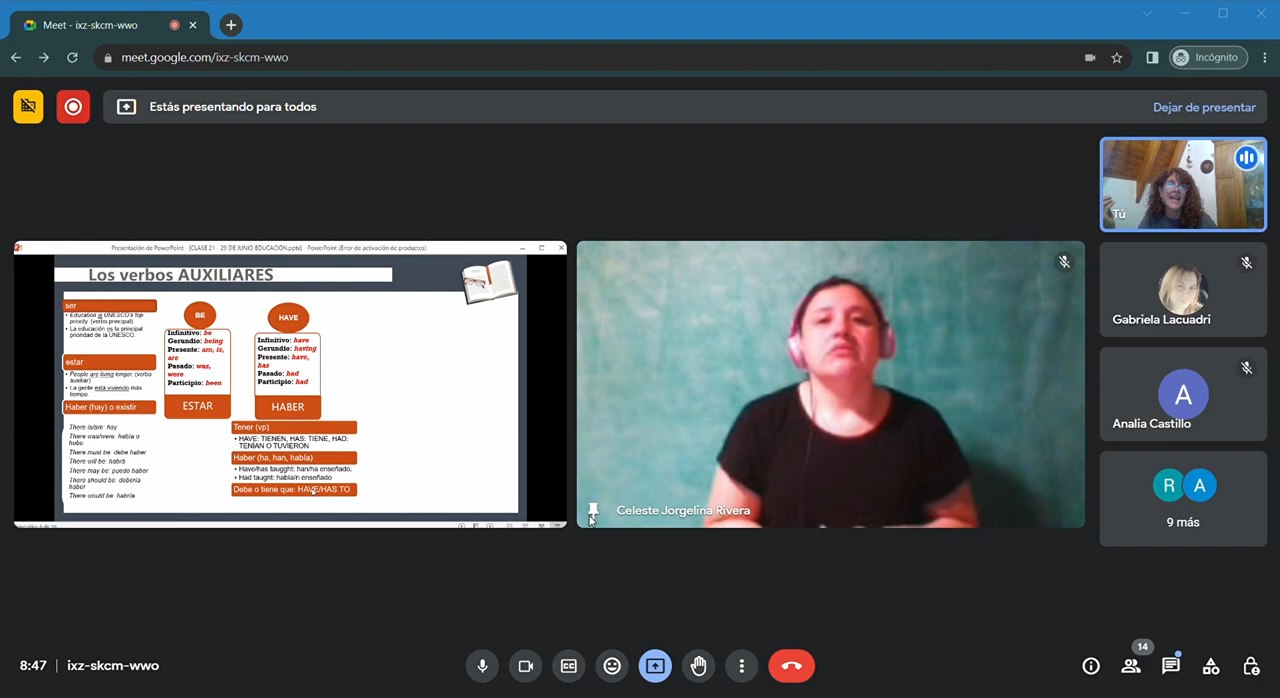 Meet - ixz-skcm-wwo
meet.google.com/ixz-skcm-wwo
Incógnito
Estás presentando para todos
Dejar de presentar
Presentación de PowerPoint - [CLASE 21 - 29 DE JUNIO EDUCACIÓN.pptx] - PowerPoint (Error de activación de productos)
Los verbos AUXILIARES
ser
• Education is UNESCO's top
priority. (verbo principal)
• La educación es la principal
prioridad de la UNESCO.
estar
• People are living longer. (verbo
auxiliar)
• La gente está viviendo más
tiempo.
Haber (hay) o existir
There is/are: hay
There was/were: había o
hubo
There must be: debe haber
There will be: habrá
There may be: puede haber
There should be: debería
haber
There would be: habría
BE
Infinitivo: be
Gerundio: being
Presente: am, is,
are
Pasado: was,
were
Participio: been
ESTAR
HAVE
Infinitivo: have
Gerundio: having
Presente: have,
has
Pasado: had
Participio: had
HABER
Tener (vp)
• HAVE: TIENEN, HAS: TIENE, HAD:
TENÍAN O TUVIERON
Haber (ha, han, había)
• Have/has taugght: han/ha enseñado.
• Had taught: había/n enseñado
Debe o tiene que: HAVE/HAS TO
Celeste Jorgelina Rivera
Tú
Gabriela Lacuadri
A
Analia Castillo
R A
9 más
8:47 | ixz-skcm-wwo
14